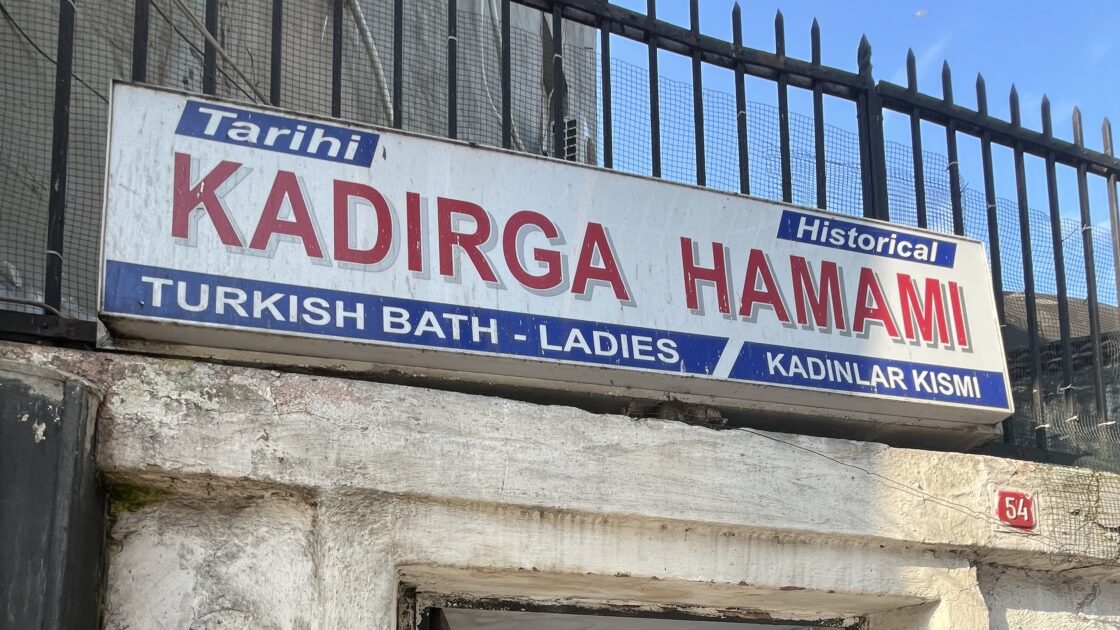 Tarihi
KADIRGA HAMAMI
Historical
TURKISH BATH - LADIES / KADINLAR KISMI
54